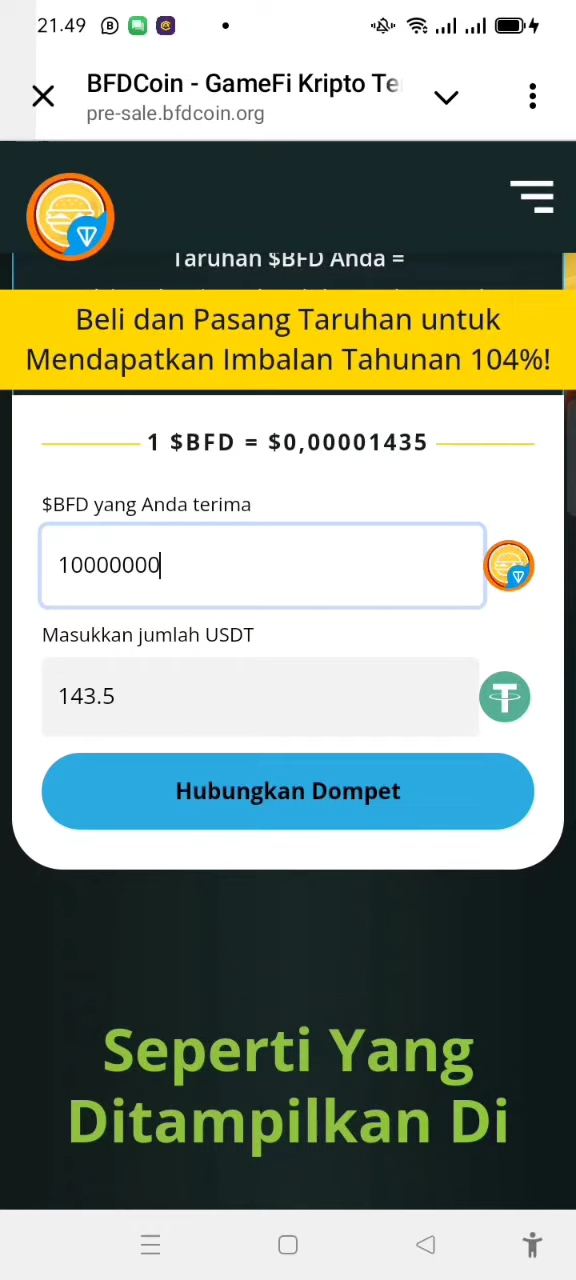 21.49
BFDCoin - GameFi Kripto Te
pre-sale.bfdcoin.org
Taruhan $BFD Anda =
Beli dan Pasang Taruhan untuk
Mendapatkan Imbalan Tahunan 104%!
1 $BFD = $0,00001435
$BFD yang Anda terima
10000000
Masukkan jumlah USDT
143.5
Hubungkan Dompet
Seperti Yang
Ditampilkan Di